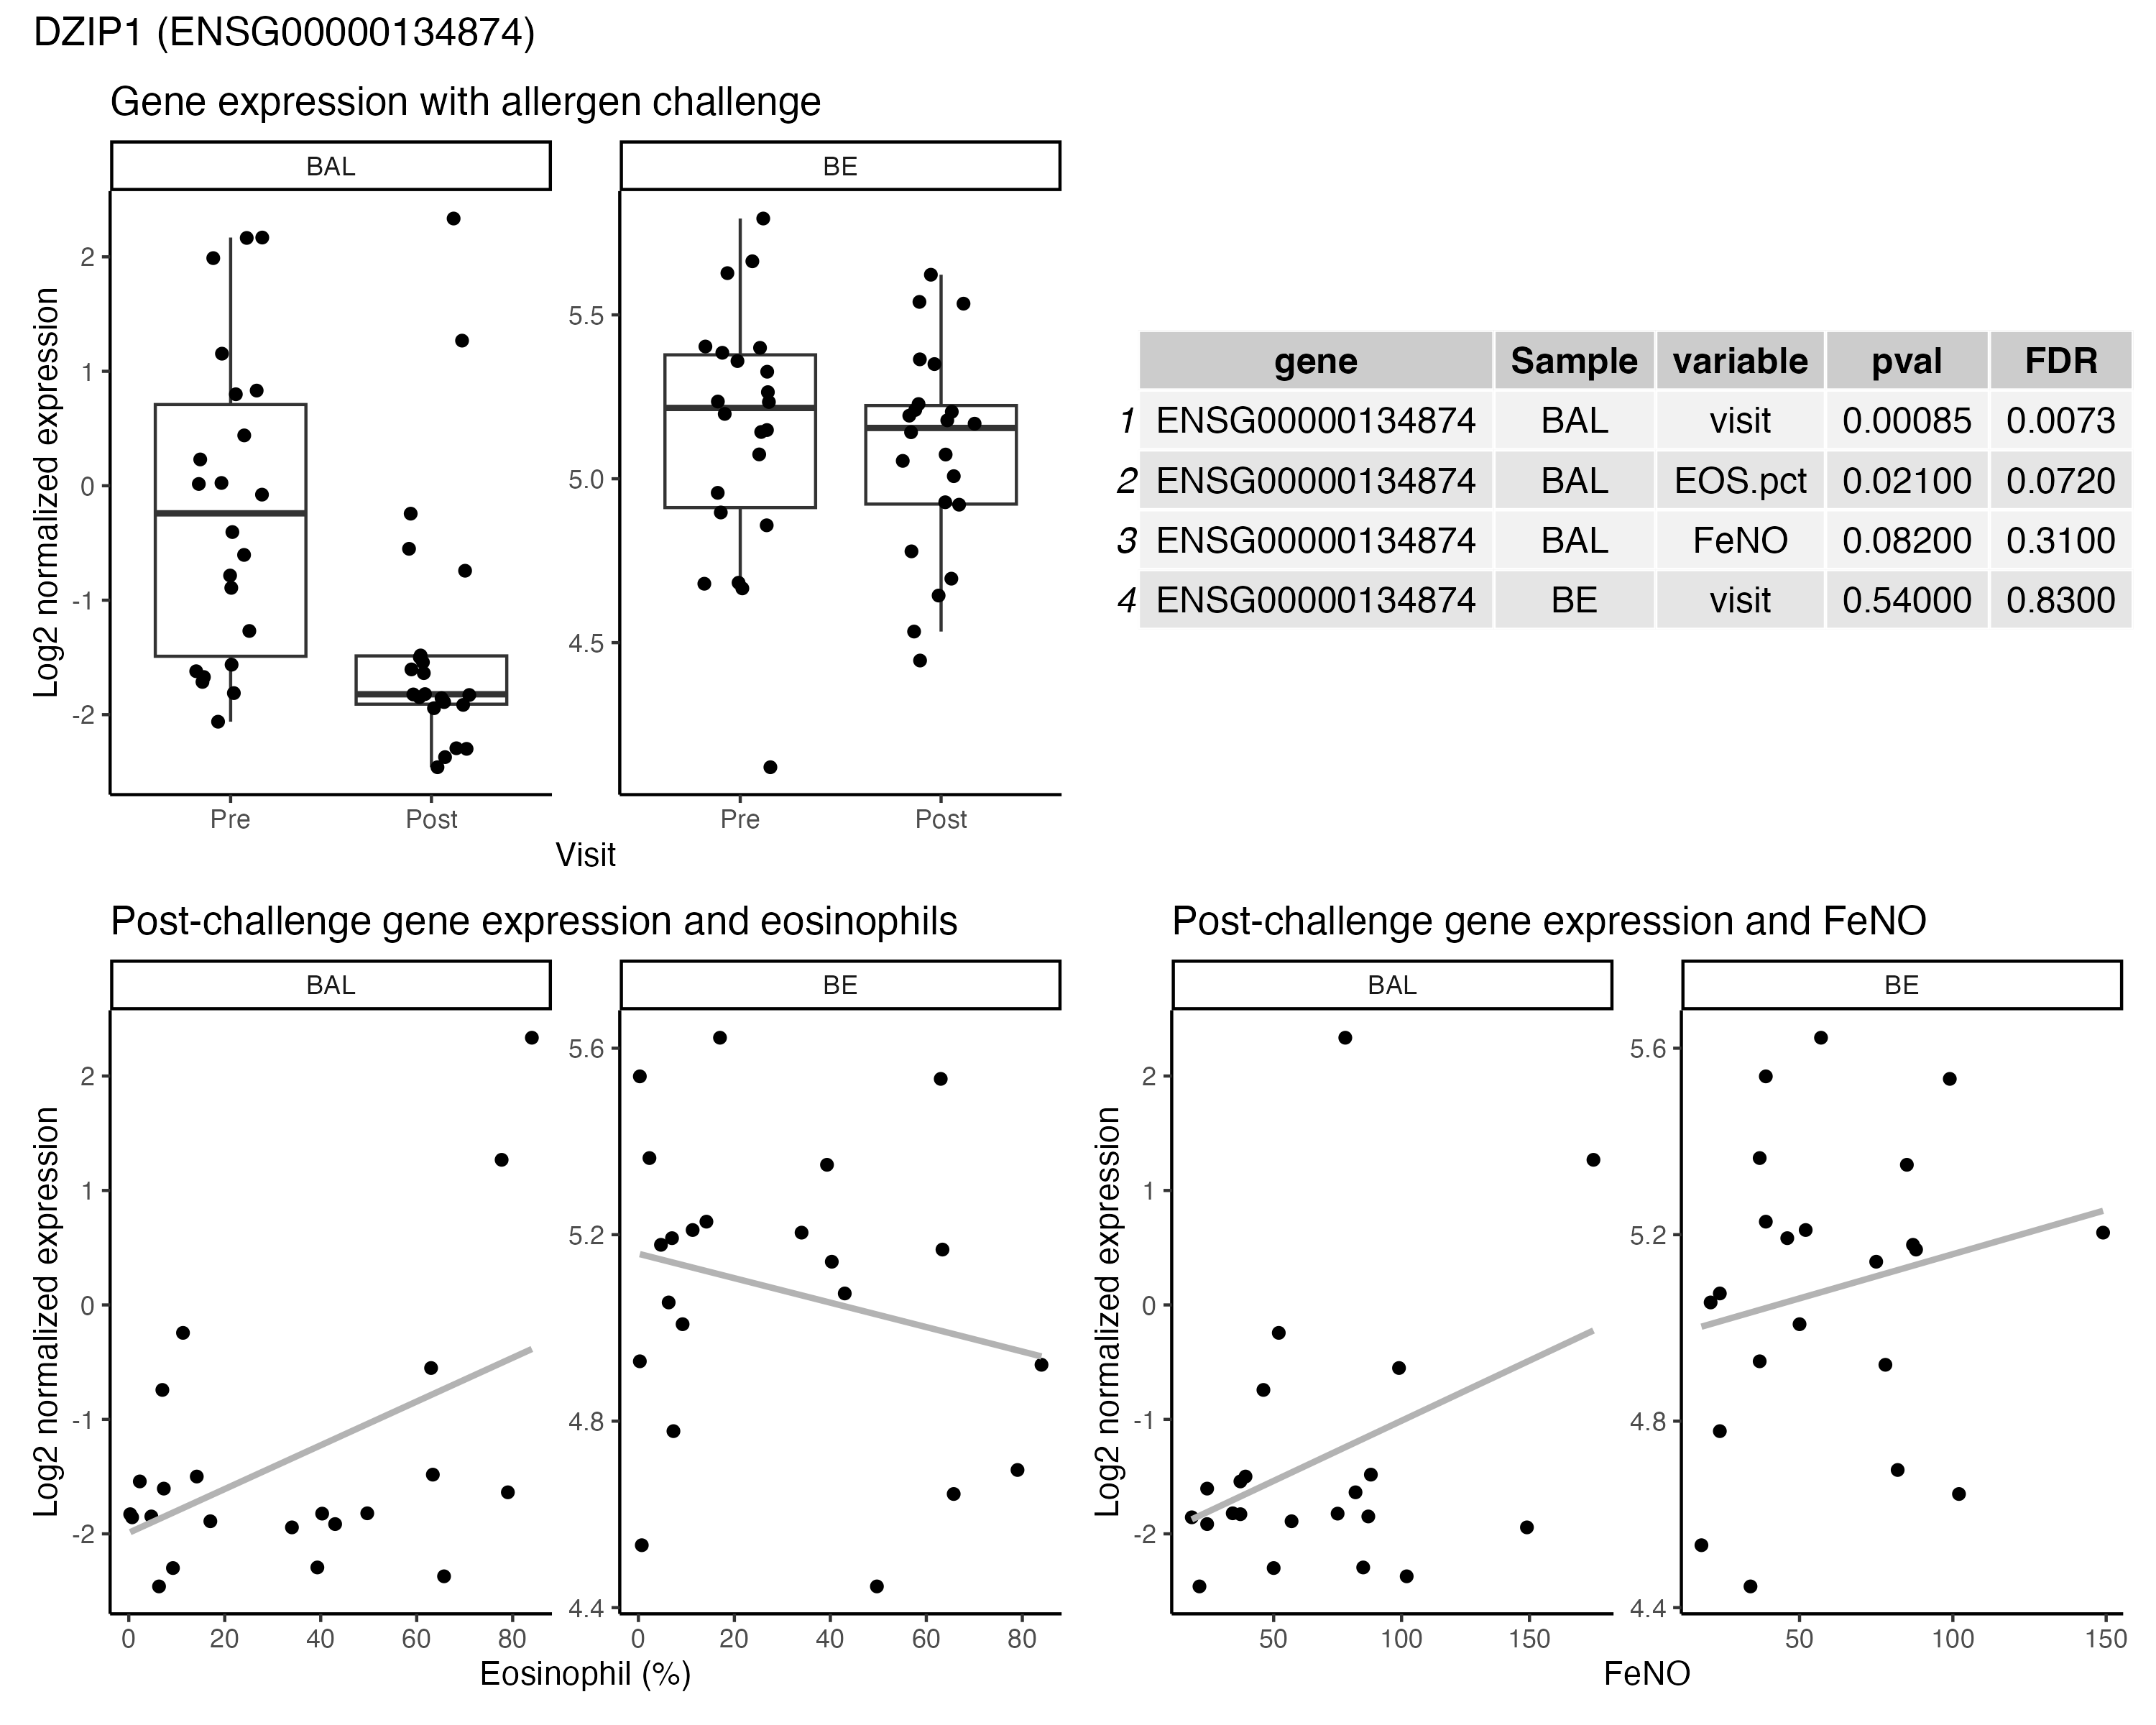 DZIP1 (ENSG00000134874)
Gene expression with allergen challenge
BAL
BE
Log2 normalized expression
2
1
0
-1
-2
5.5
5.0
4.5
Pre
Post
Pre
Post
Visit
gene Sample variable pval FDR
1 ENSG00000134874 BAL visit 0.00085 0.0073
2 ENSG00000134874 BAL EOS.pct 0.02100 0.0720
3 ENSG00000134874 BAL FeNO 0.08200 0.3100
4 ENSG00000134874 BE visit 0.54000 0.8300
Post-challenge gene expression and eosinophils
BAL
BE
Log2 normalized expression
2
1
0
-1
-2
5.6
5.2
4.8
4.4
0 20 40 60 80
0 20 40 60 80
Eosinophil (%)
Post-challenge gene expression and FeNO
BAL
BE
Log2 normalized expression
2
1
0
-1
-2
5.6
5.2
4.8
4.4
50 100 150
50 100 150
FeNO